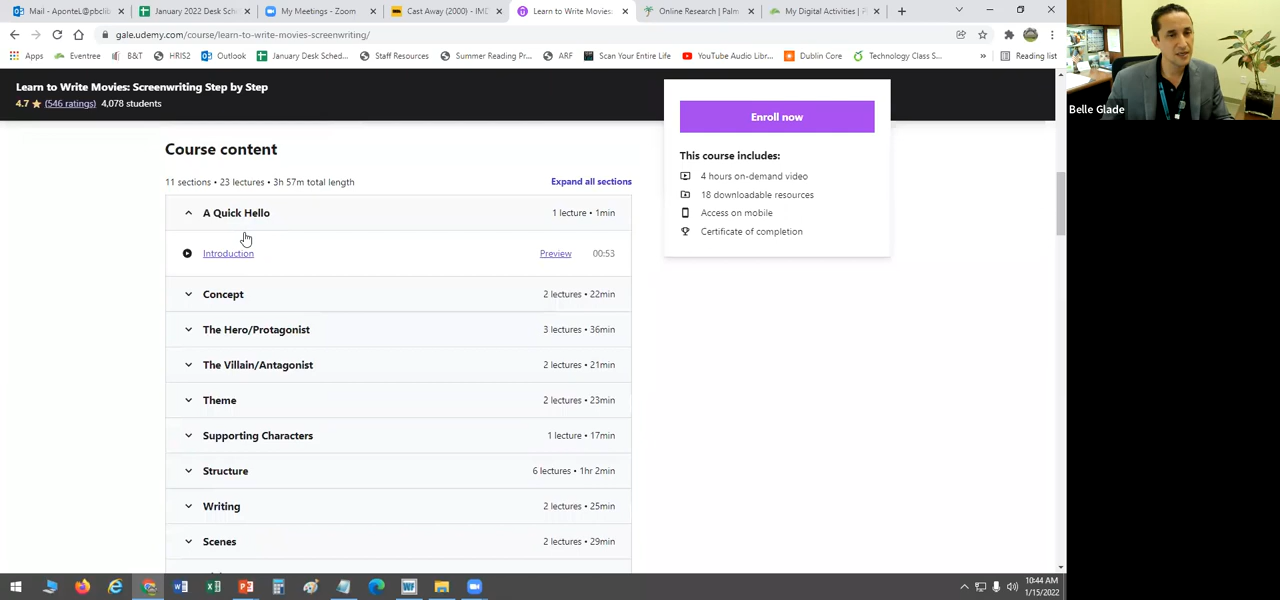 Mail - AponteL@pbclib
January 2022 Desk Sch
My Meetings - Zoom
Cast Away (2000) - IMD
Learn to Write Movies:
Online Research | Palm
My Digital Activities | P
gale.udemy.com/course/learn-to-write-movies-screenwriting/
Apps
Eventree
B&T
HRIS2
Outlook
January Desk Sched...
Staff Resources
Summer Reading Pr...
ARF
Scan Your Entire Life
YouTube Audio Libr...
Dublin Core
Technology Class S...
»
Reading list
Learn to Write Movies: Screenwriting Step by Step
4.7 ★ (546 ratings) 4,078 students
Enroll now
This course includes:
4 hours on-demand video
18 downloadable resources
Access on mobile
Certificate of completion
Course content
11 sections • 23 lectures • 3h 57m total length
Expand all sections
A Quick Hello 1 lecture • 1min
Introduction Preview 00:53
Concept 2 lectures • 22min
The Hero/Protagonist 3 lectures • 36min
The Villain/Antagonist 2 lectures • 21min
Theme 2 lectures • 23min
Supporting Characters 1 lecture • 17min
Structure 6 lectures • 1hr 2min
Writing 2 lectures • 25min
Scenes 2 lectures • 29min
Belle Glade
10:44 AM
1/15/2022